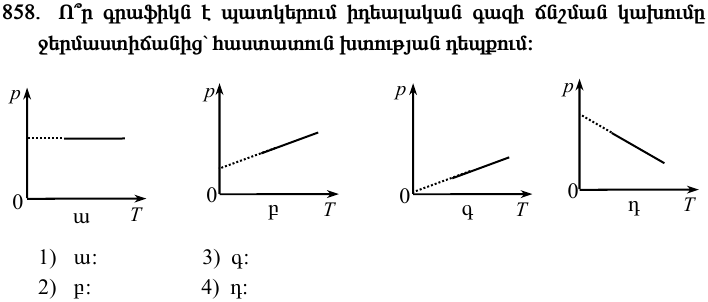 858. Ո՞ր գրաֆիկն է պատկերում իդեալական գազի ճնշման կախումը
ջերմաստիճանից՝ հաստատուն խտության դեպքում:
p p p p
0 0 0 0
T T T T
ա բ գ դ
1) ա: 3) գ:
2) բ: 4) դ: